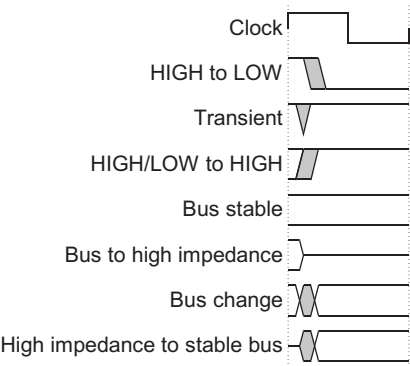 Clock
HIGH to LOW
Transient
HIGH/LOW to HIGH
Bus stable
Bus to high impedance
Bus change
High impedance to stable bus